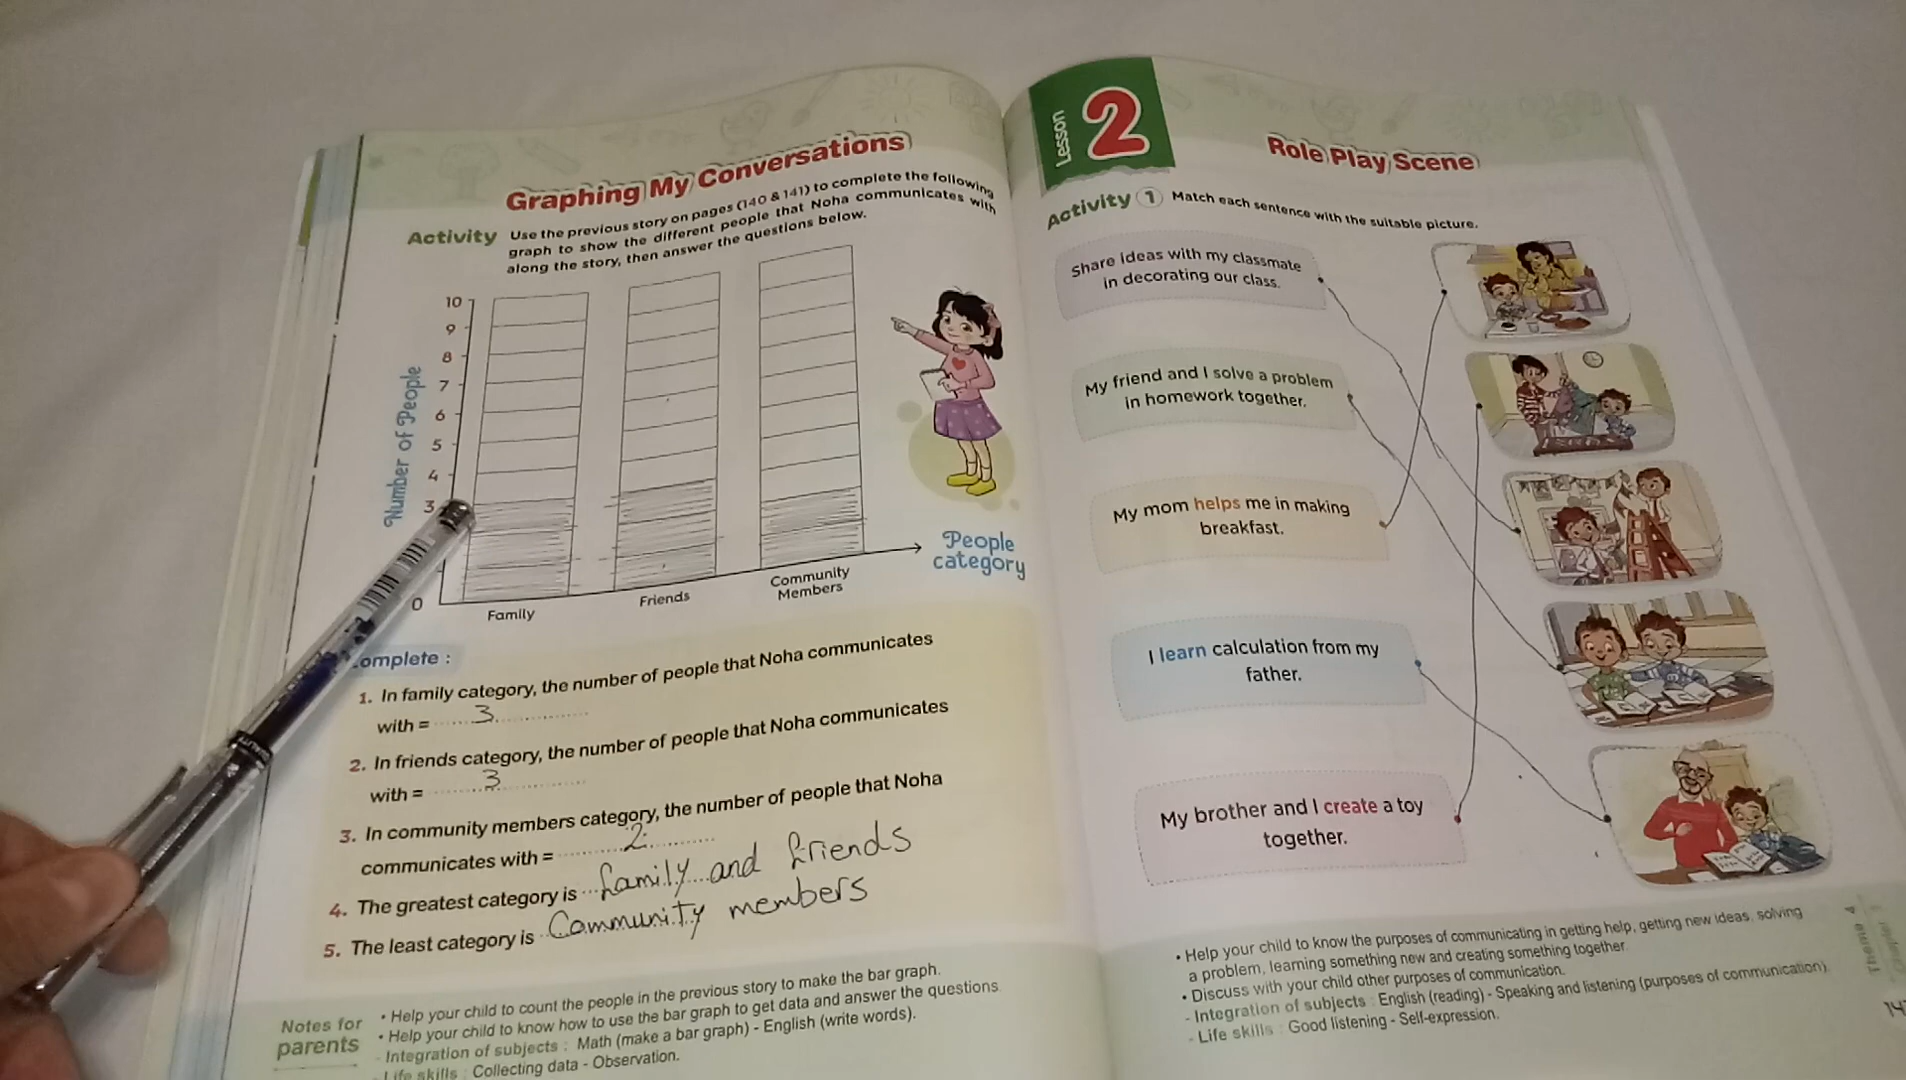 Graphing My Conversations
Activity Use the previous story on pages (140 & 141) to complete the following
graph to show the different people that Noha communicates with
along the story, then answer the questions below.
Number of People
10
9
8
7
6
5
4
3
0
Family
Friends
Community
Members
People
category
omplete :
1. In family category, the number of people that Noha communicates
with = 3
2. In friends category, the number of people that Noha communicates
with = 3
3. In community members category, the number of people that Noha
communicates with = 2
4. The greatest category is family and friends
5. The least category is Community members
Notes for
parents
• Help your child to count the people in the previous story to make the bar graph.
• Help your child to know how to use the bar graph to get data and answer the questions.
- Integration of subjects : Math (make a bar graph) - English (write words).
- Life skills : Collecting data - Observation.
Lesson 2
Role Play Scene
Activity 1 Match each sentence with the suitable picture.
Share ideas with my classmate
in decorating our class.
My friend and I solve a problem
in homework together.
My mom helps me in making
breakfast.
I learn calculation from my
father.
My brother and I create a toy
together.
• Help your child to know the purposes of communicating in getting help, getting new ideas, solving
a problem, learning something new and creating something together.
• Discuss with your child other purposes of communication.
- Integration of subjects : English (reading) - Speaking and listening (purposes of communication).
- Life skills : Good listening - Self-expression.
Theme 4